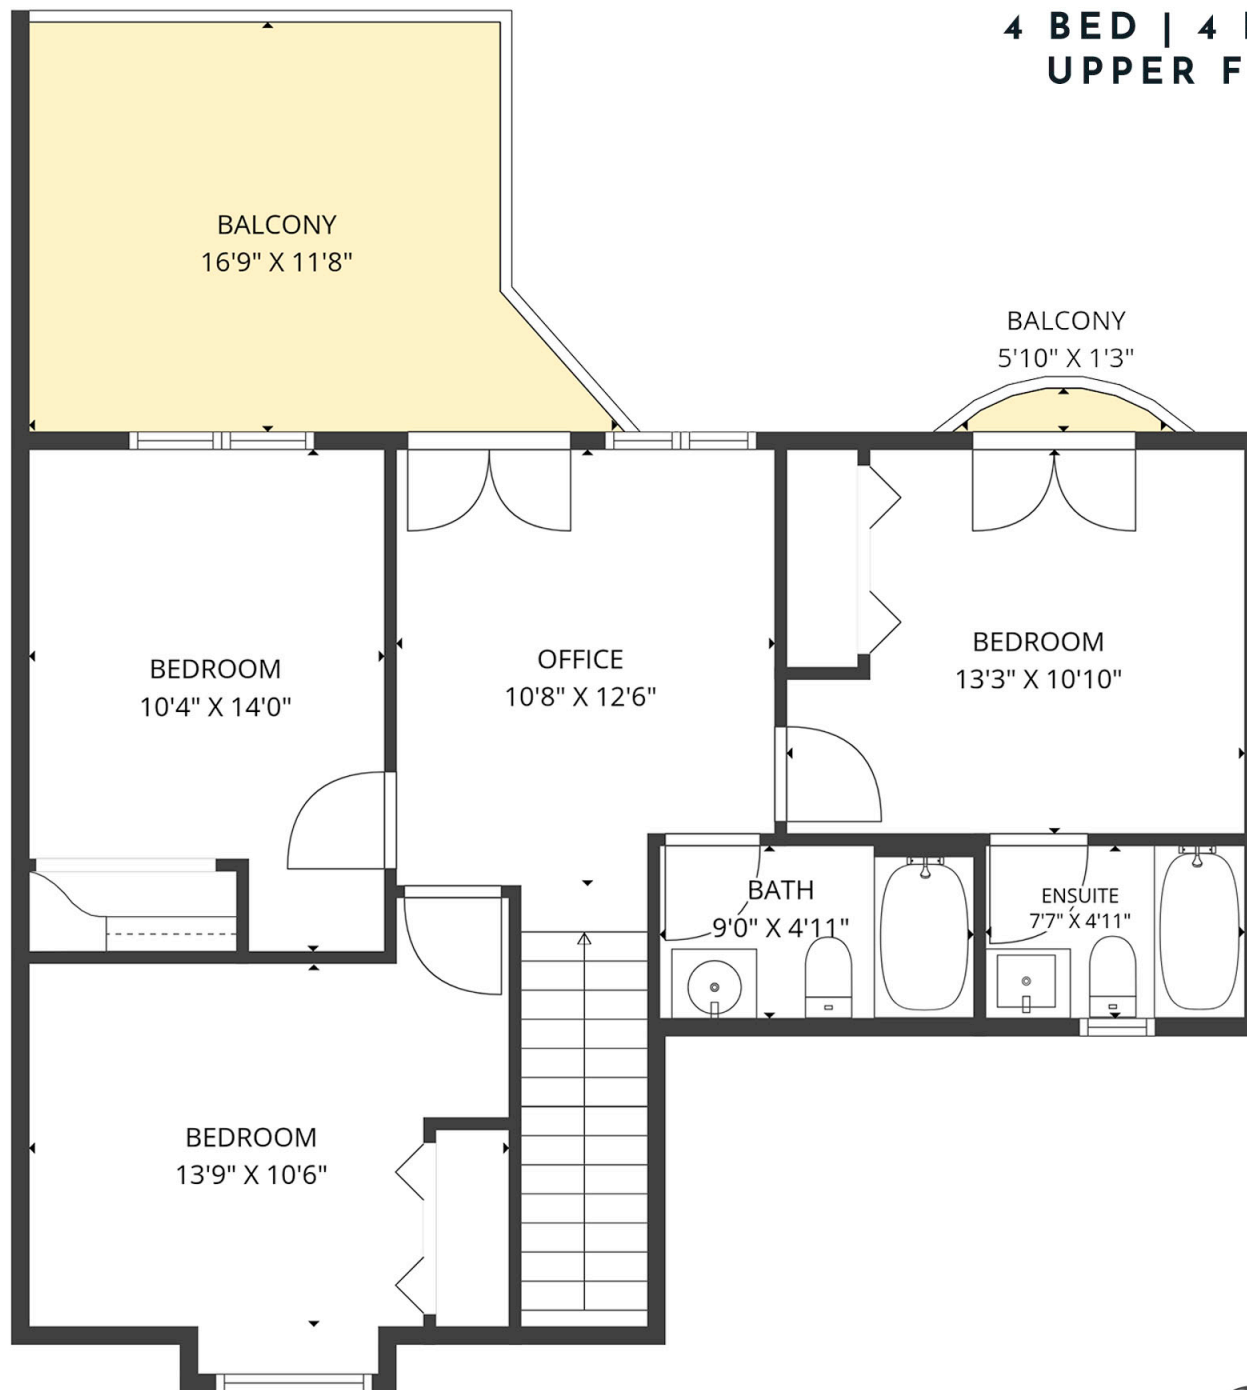 4 BED | 4
UPPER F
BALCONY
16'9" X 11'8"
BALCONY
5'10" X 1'3"
BEDROOM
10'4" X 14'0"
OFFICE
10'8" X 12'6"
BEDROOM
13'3" X 10'10"
BATH
9'0" X 4'11"
ENSUITE
7'7" X 4'11"
BEDROOM
13'9" X 10'6"